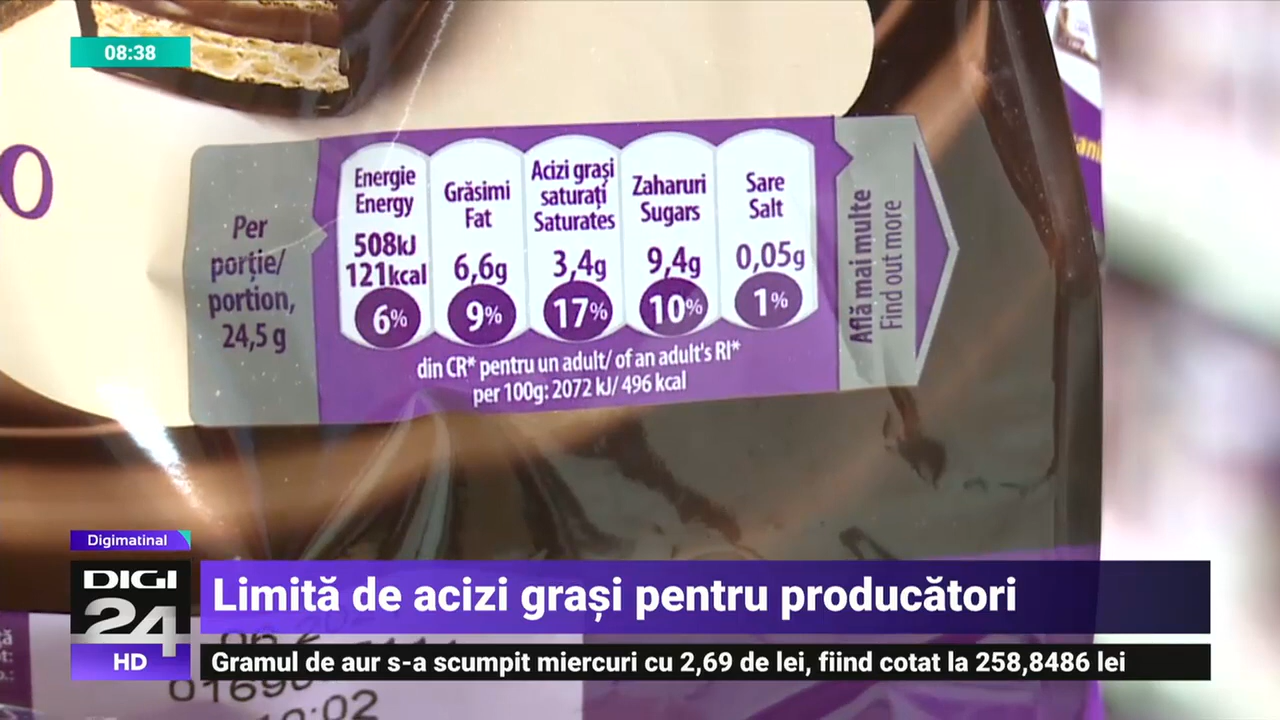 08:38
Per
porție/
portion,
24,5 g
Energie
Energy
508kJ
121kcal
6%
Grăsimi
Fat
6,6g
9%
Acizi grași
saturați
Saturates
3,4g
17%
Zaharuri
Sugars
9,4g
10%
Sare
Salt
0,05g
1%
din CR* pentru un adult/ of an adult's RI*
per 100g: 2072 kJ/ 496 kcal
Află mai multe
Find out more
Digimatinal
DIGI
24
HD
Limită de acizi grași pentru producători
Gramul de aur s-a scumpit miercuri cu 2,69 de lei, fiind cotat la 258,8486 lei